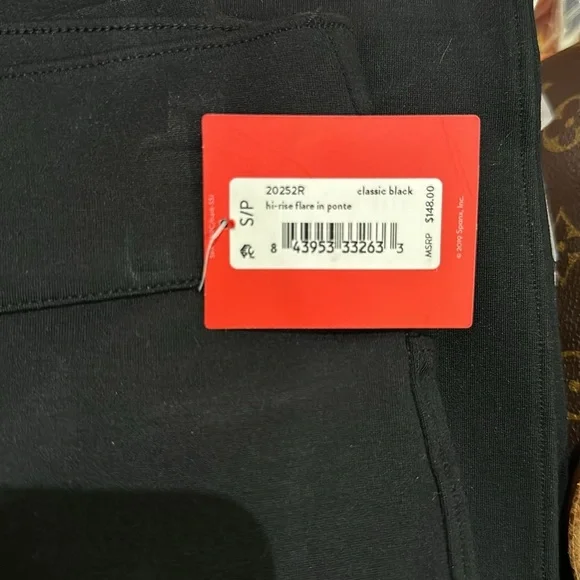 20252R classic black
hi-rise flare in ponte
S/P
8 43953 33263 3
MSRP $148.00
© 2019 Spanx, Inc.